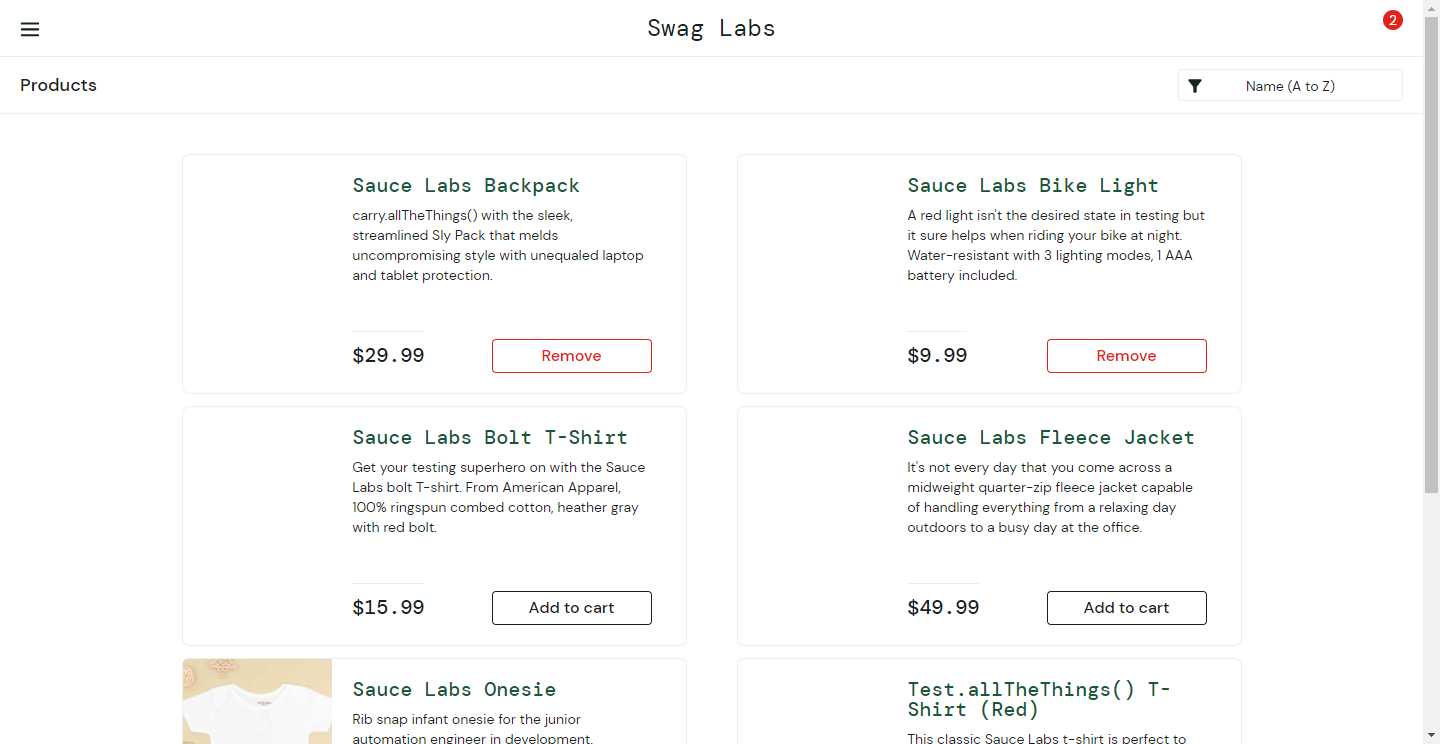 Swag Labs
2
Products
Name (A to Z)
Sauce Labs Backpack
carry.allTheThings() with the sleek,
streamlined Sly Pack that melds
uncompromising style with unequaled laptop
and tablet protection.
$29.99
Remove
Sauce Labs Bike Light
A red light isn't the desired state in testing but
it sure helps when riding your bike at night.
Water-resistant with 3 lighting modes, 1 AAA
battery included.
$9.99
Remove
Sauce Labs Bolt T-Shirt
Get your testing superhero on with the Sauce
Labs bolt T-shirt. From American Apparel,
100% ringspun combed cotton, heather gray
with red bolt.
$15.99
Add to cart
Sauce Labs Fleece Jacket
It's not every day that you come across a
midweight quarter-zip fleece jacket capable
of handling everything from a relaxing day
outdoors to a busy day at the office.
$49.99
Add to cart
Sauce Labs Onesie
Rib snap infant onesie for the junior
automation engineer in development.
Test.allTheThings() T-
Shirt (Red)
This classic Sauce Labs t-shirt is perfect to